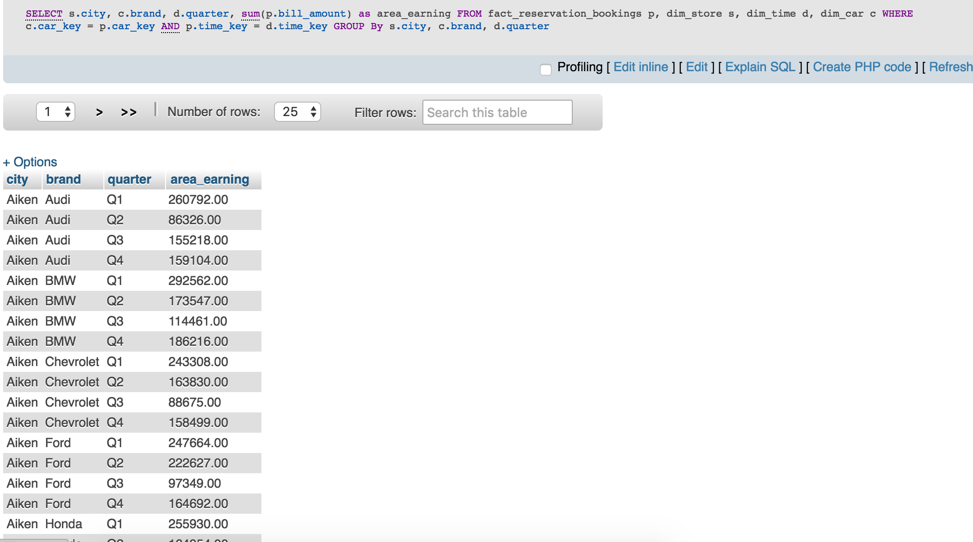 SELECT s.city, c.brand, d.quarter, sum(p.bill_amount) as area_earning FROM fact_reservation_bookings p, dim_store s, dim_time d, dim_car c WHERE
c.car_key = p.car_key AND p.time_key = d.time_key GROUP By s.city, c.brand, d.quarter
Profiling [ Edit inline ] [ Edit ] [ Explain SQL ] [ Create PHP code ] [ Refresh
1 > >> Number of rows: 25 Filter rows: Search this table
+ Options
city brand quarter area_earning
Aiken Audi Q1 260792.00
Aiken Audi Q2 86326.00
Aiken Audi Q3 155218.00
Aiken Audi Q4 159104.00
Aiken BMW Q1 292562.00
Aiken BMW Q2 173547.00
Aiken BMW Q3 114461.00
Aiken BMW Q4 186216.00
Aiken Chevrolet Q1 243308.00
Aiken Chevrolet Q2 163830.00
Aiken Chevrolet Q3 88675.00
Aiken Chevrolet Q4 158499.00
Aiken Ford Q1 247664.00
Aiken Ford Q2 222627.00
Aiken Ford Q3 97349.00
Aiken Ford Q4 164692.00
Aiken Honda Q1 255930.00